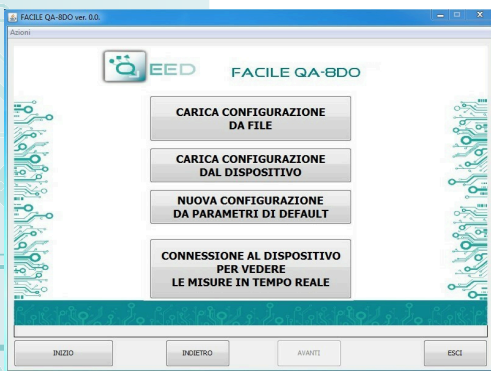 FACILE QA-8DO ver. 0.0.
Azioni
QEED
FACILE QA-8DO
CARICA CONFIGURAZIONE
DA FILE
CARICA CONFIGURAZIONE
DAL DISPOSITIVO
NUOVA CONFIGURAZIONE
DA PARAMETRI DI DEFAULT
CONNESSIONE AL DISPOSITIVO
PER VEDERE
LE MISURE IN TEMPO REALE
INIZIO
INDIETRO
AVANTI
ESCI